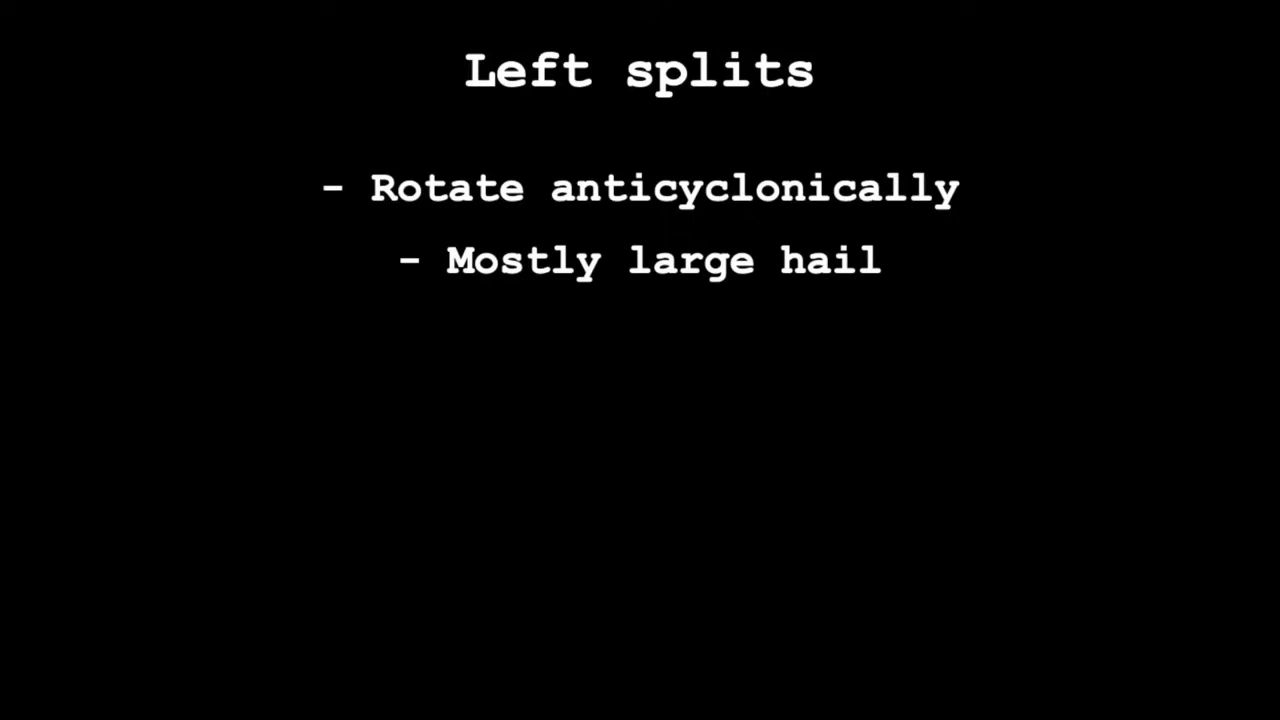 Left splits
- Rotate anticyclonically
- Mostly large hail